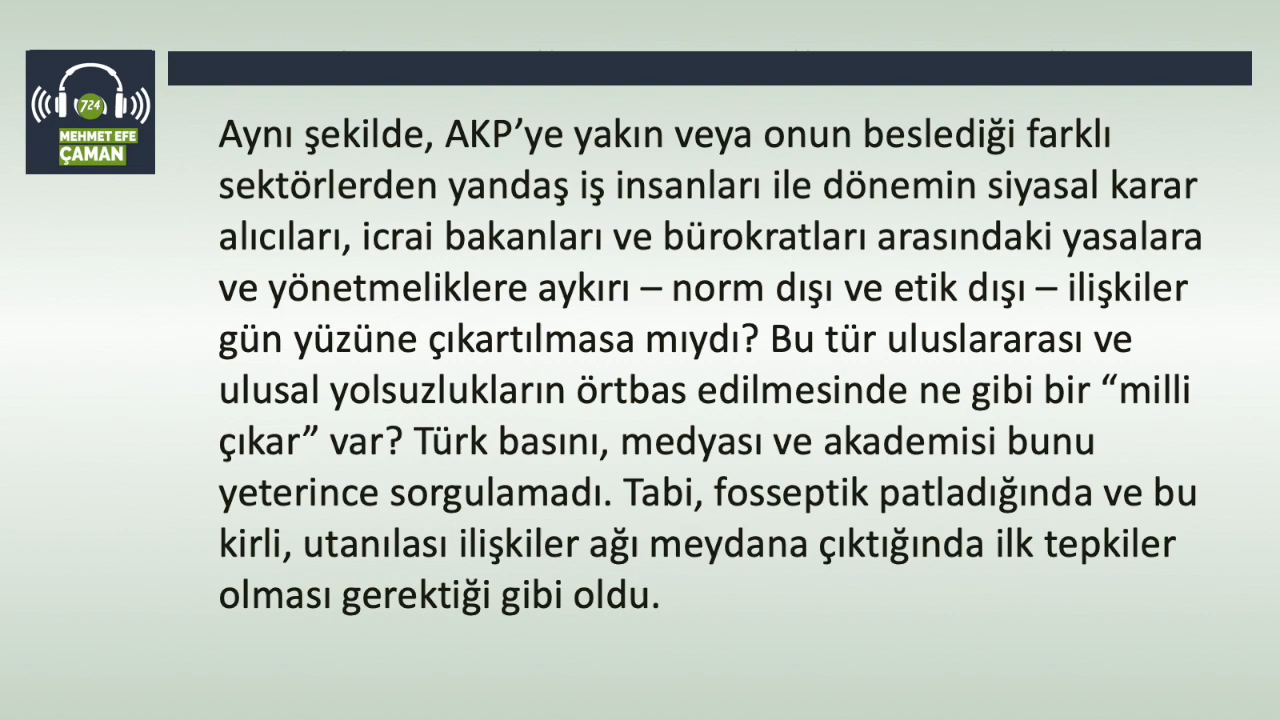 724
MEHMET EFE
ÇAMAN
Aynı şekilde, AKP’ye yakın veya onun beslediği farklı
sektörlerden yandaş iş insanları ile dönemin siyasal karar
alıcıları, icrai bakanları ve bürokratları arasındaki yasalara
ve yönetmeliklere aykırı – norm dışı ve etik dışı – ilişkiler
gün yüzüne çıkartılmasa mıydı? Bu tür uluslararası ve
ulusal yolsuzlukların örtbas edilmesinde ne gibi bir “milli
çıkar” var? Türk basını, medyası ve akademisi bunu
yeterince sorgulamadı. Tabi, fosseptik patladığında ve bu
kirli, utanılası ilişkiler ağı meydana çıktığında ilk tepkiler
olması gerektiği gibi oldu.